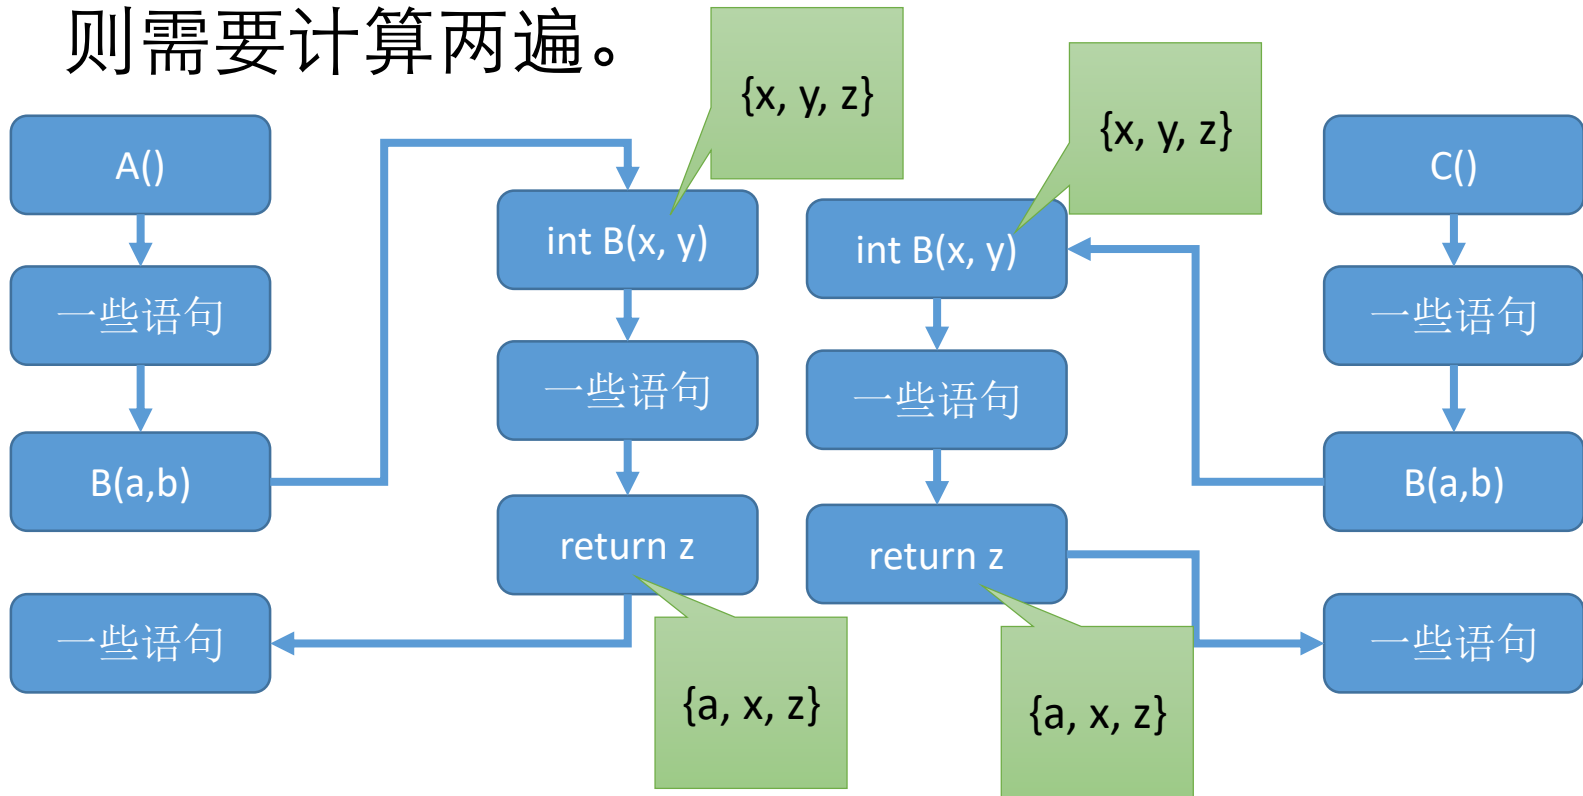 则需要计算两遍。
{x, y, z}
{x, y, z}
A()
一些语句
B(a,b)
一些语句
int B(x, y)
一些语句
return z
{a, x, z}
int B(x, y)
一些语句
return z
{a, x, z}
C()
一些语句
B(a,b)
一些语句